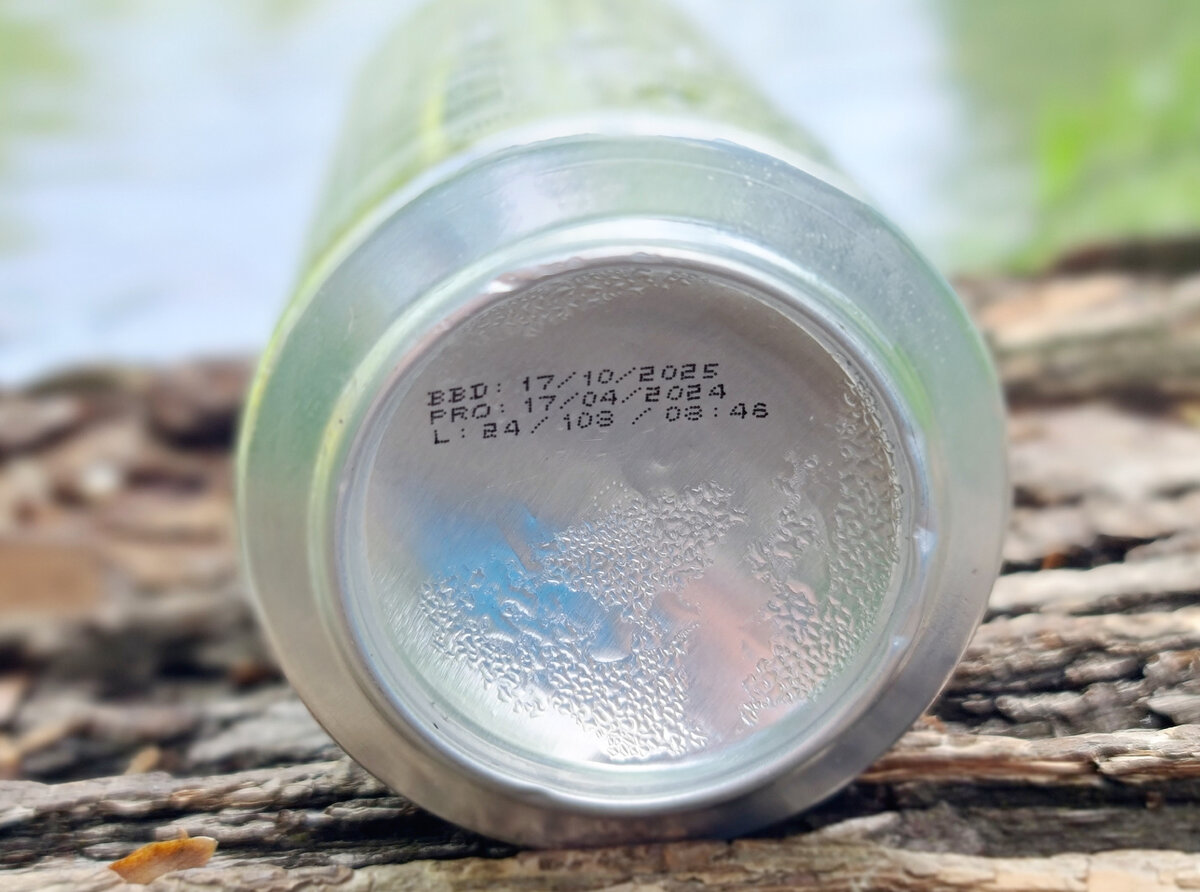 BBD: 17/10/2025
PRO: 17/04/2024
L: 24 / 108 / 08:46